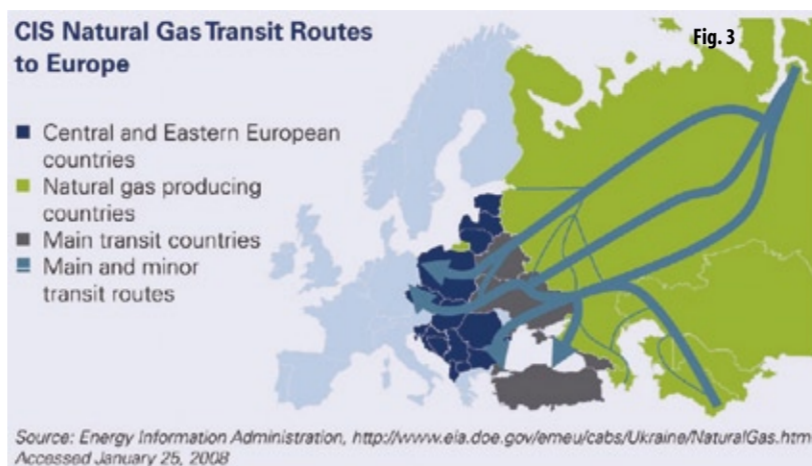 CIS Natural Gas Transit Routes
to Europe
Fig. 3
Central and Eastern European
countries
Natural gas producing
countries
Main transit countries
Main and minor
transit routes
Source: Energy Information Administration, http://www.eia.doe.gov/emeu/cabs/Ukraine/NaturalGas.htm
Accessed January 25, 2008